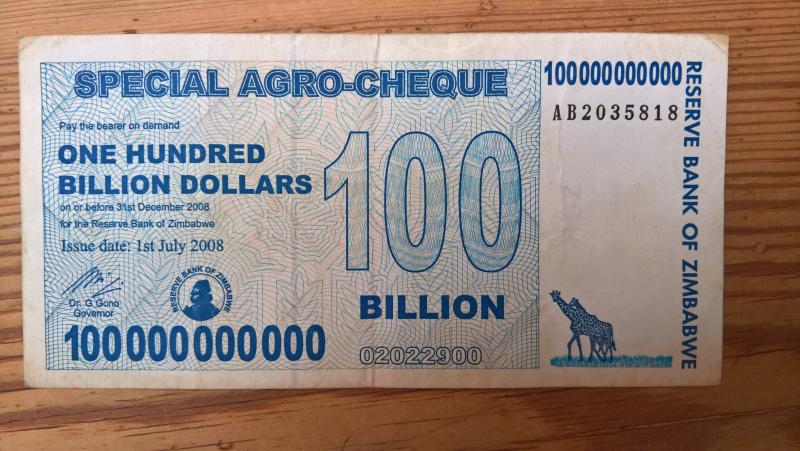 SPECIAL AGRO-CHEQUE
100000000000
AB2035818
Pay the bearer on demand
ONE HUNDRED
BILLION DOLLARS
on or before 31st December 2008
for the Reserve Bank of Zimbabwe
Issue date: 1st July 2008
100
BILLION
Dr. G Gono
Governor
RESERVE BANK OF ZIMBABWE
100000000000
02022900
RESERVE BANK OF ZIMBABWE